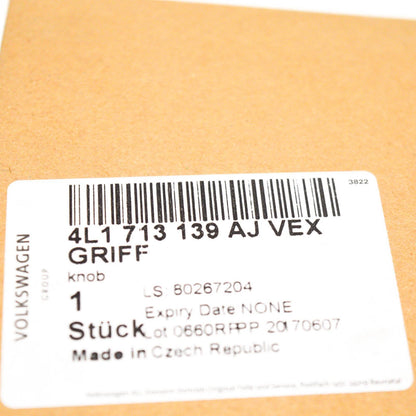 3822
4L1 713 139 AJ VEX
GRIFF
knob
1
LS: 80267204
Expiry Date NONE
Stück
Lot 0660RPPP 20170607
Made in Czech Republic
VOLKSWAGEN
GROUP